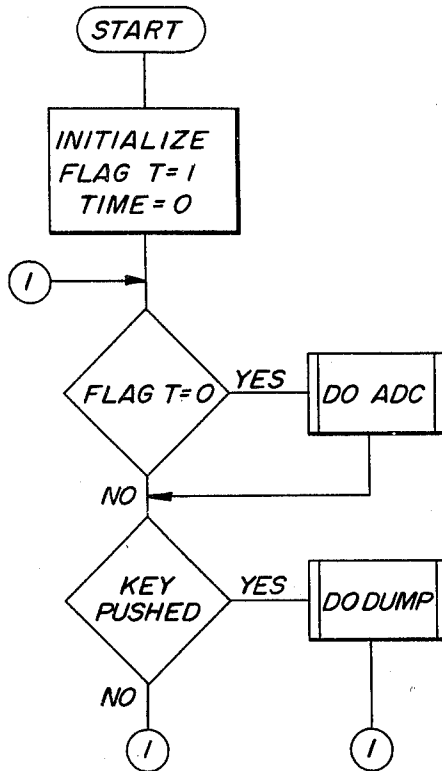 START
INITIALIZE
FLAG T=1
TIME=0
1
FLAG T=0
YES
DO ADC
NO
KEY
PUSHED
YES
DO DUMP
NO
1
1